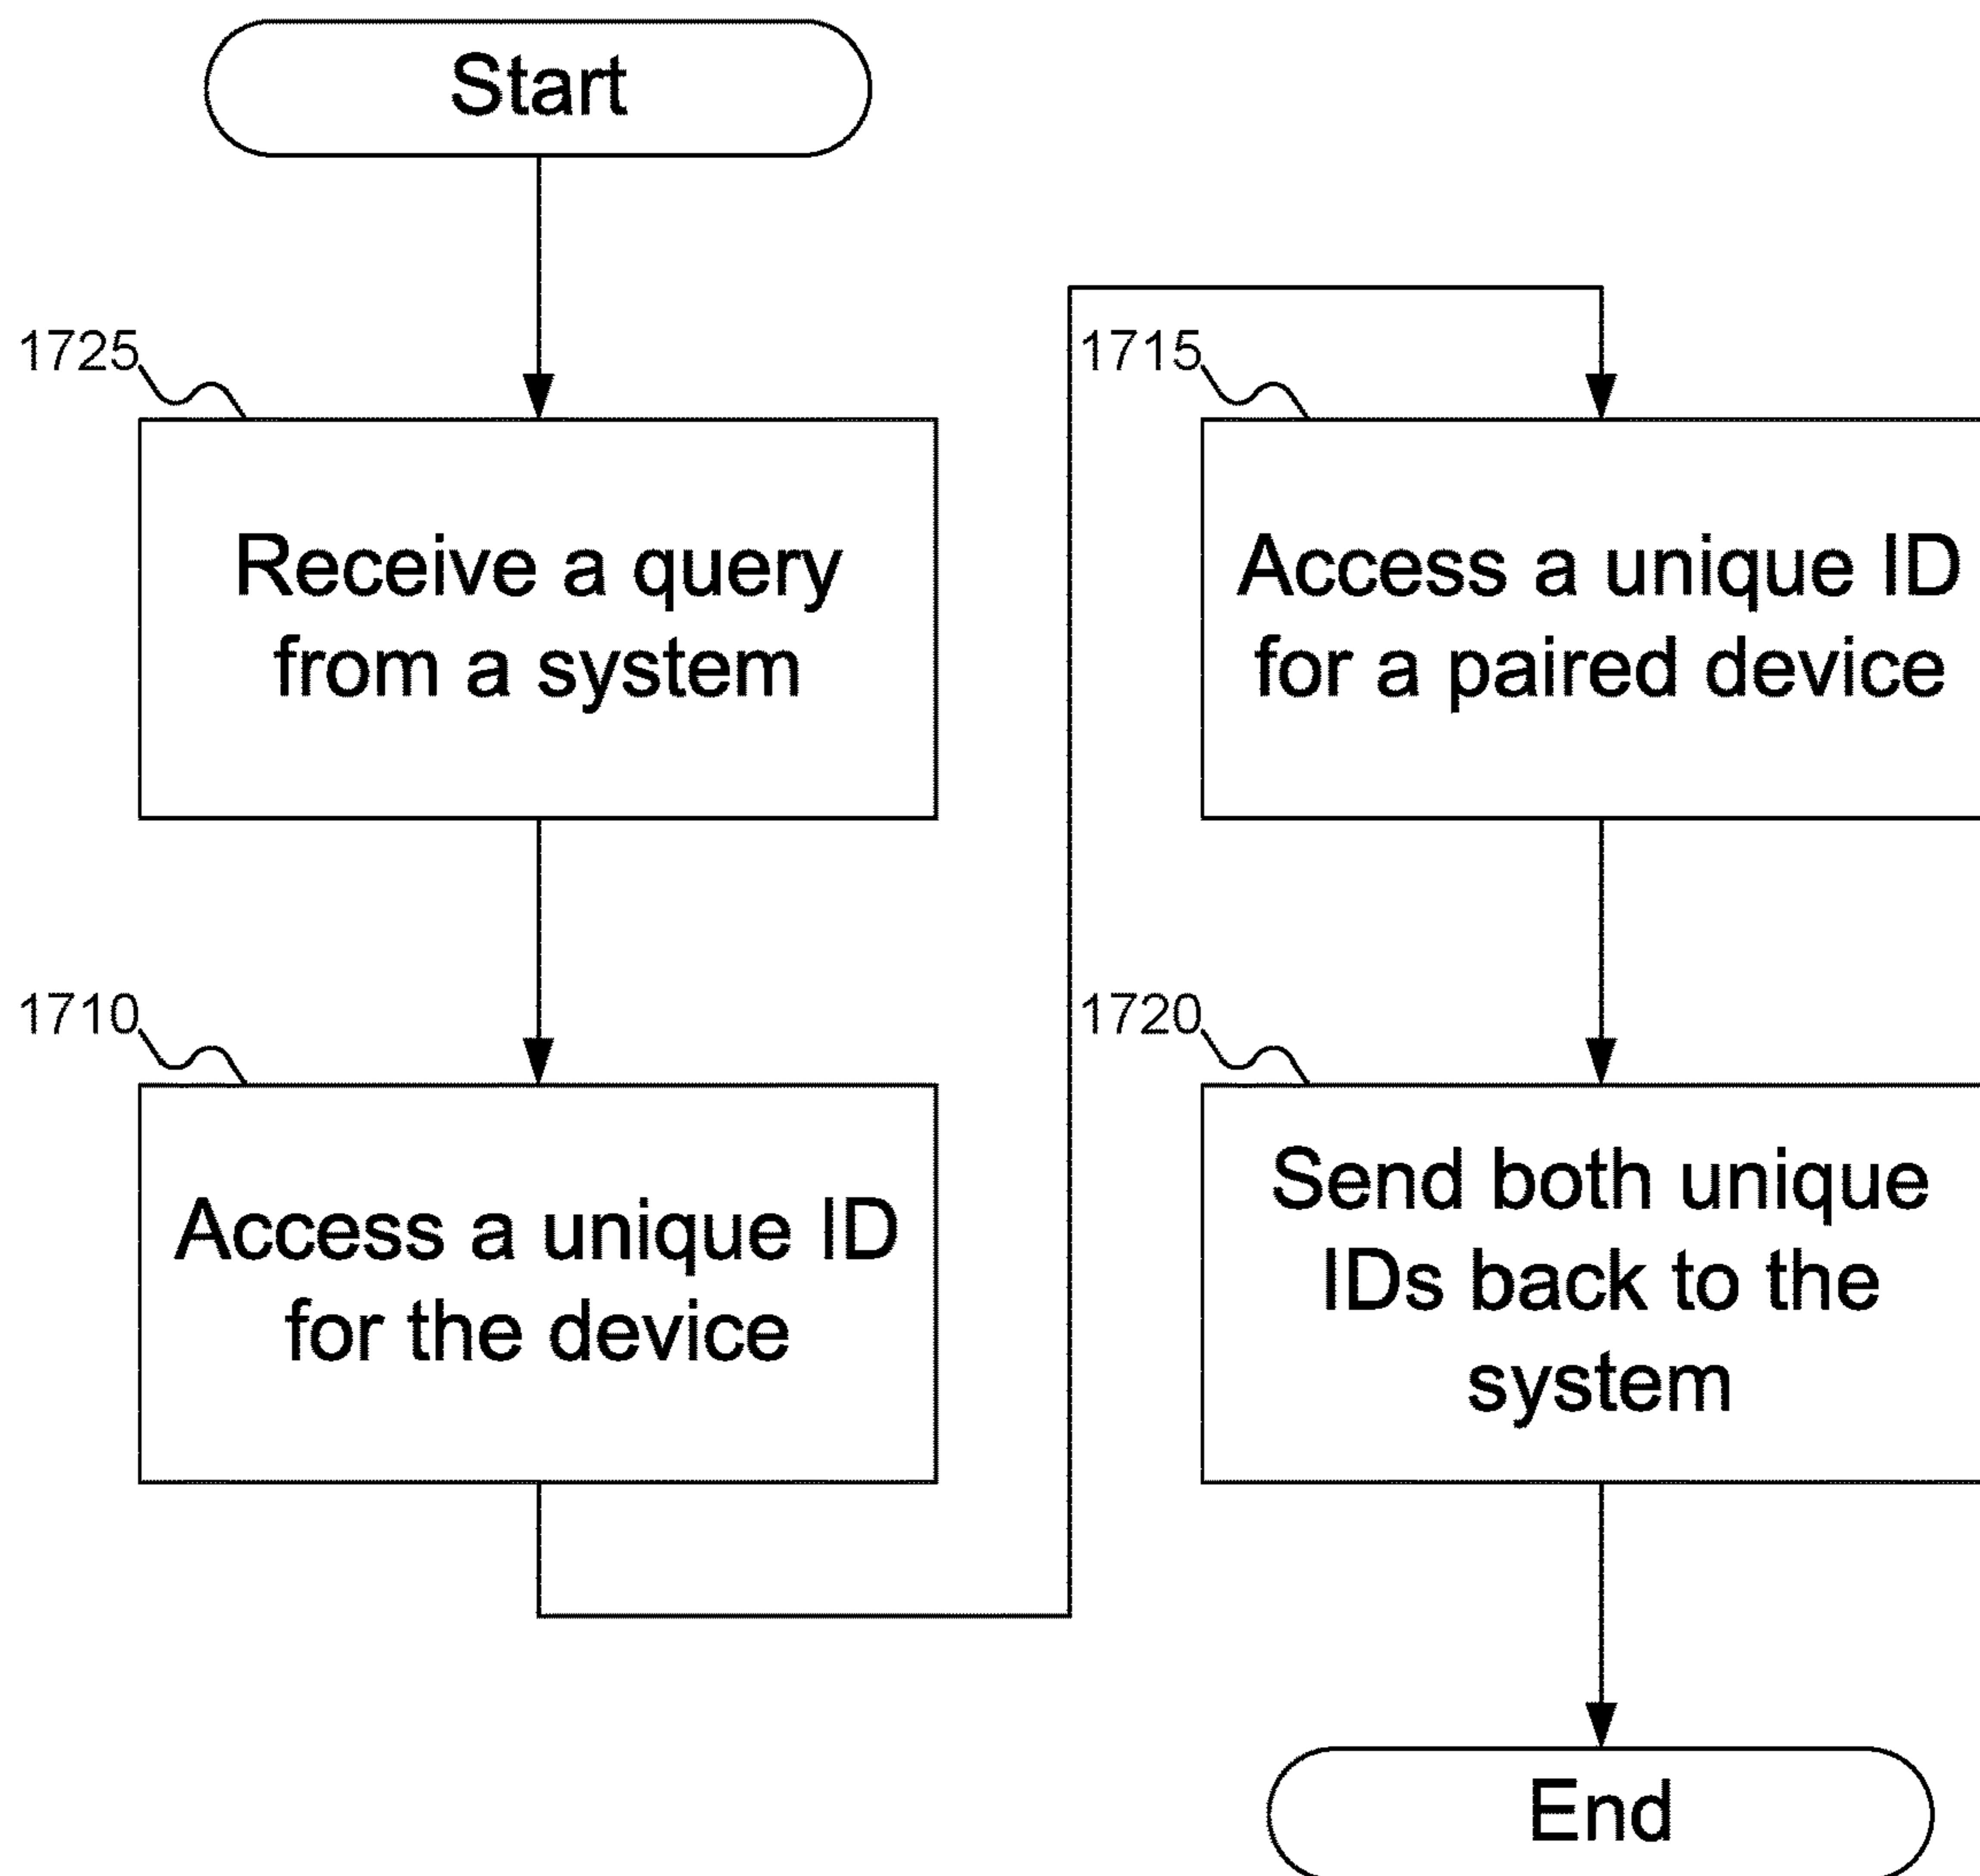 Start
1725
Receive a query
from a system
1710
Access a unique ID
for the device
1715
Access a unique ID
for a paired device
1720
Send both unique
IDs back to the
system
End